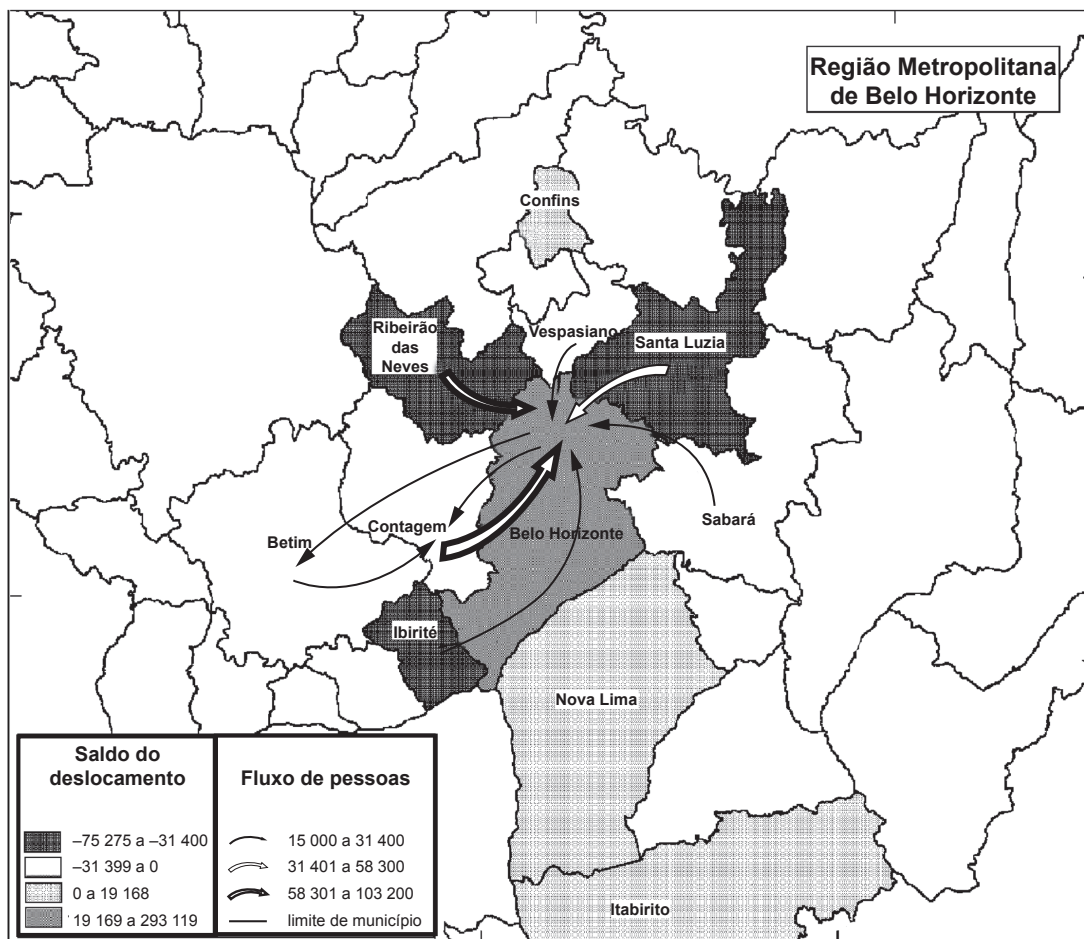 Região Metropolitana
de Belo Horizonte
Confins
Ribeirão
das
Neves
Vespasiano
Santa Luzia
Contagem
Betim
Belo Horizonte
Sabará
Ibirité
Nova Lima
Itabirito
Saldo do
deslocamento
–75 275 a –31 400
–31 399 a 0
0 a 19 168
19 169 a 293 119
Fluxo de pessoas
15 000 a 31 400
31 401 a 58 300
58 301 a 103 200
limite de município